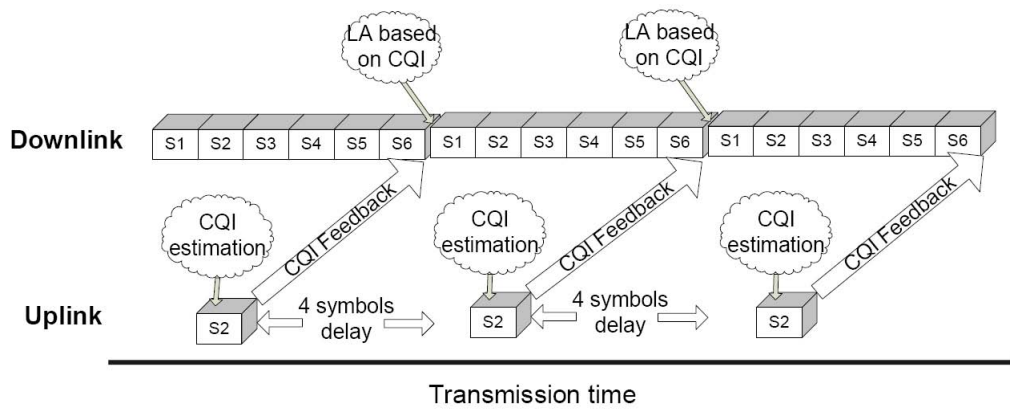 LA based
on CQI
LA based
on CQI
Downlink
S1 S2 S3 S4 S5 S6 S1 S2 S3 S4 S5 S6 S1 S2 S3 S4 S5 S6
CQI
estimation
CQI Feedback
CQI
estimation
CQI Feedback
CQI
estimation
CQI Feedback
Uplink
S2
4 symbols
delay
S2
4 symbols
delay
S2
Transmission time